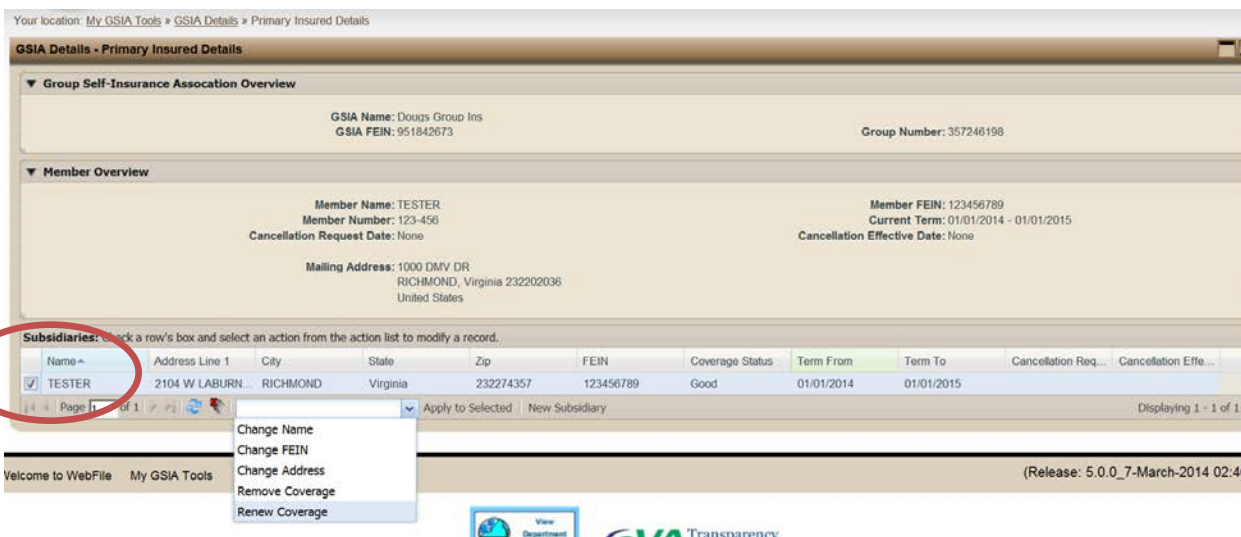 Your location: My GSIA Tools » GSIA Details » Primary Insured Details
GSIA Details - Primary Insured Details
▼ Group Self-Insurance Assocation Overview
GSIA Name: Dougs Group Ins
GSIA FEIN: 951842673 Group Number: 357246198
▼ Member Overview
Member Name: TESTER Member FEIN: 123456789
Member Number: 123-456 Current Term: 01/01/2014 - 01/01/2015
Cancellation Request Date: None Cancellation Effective Date: None
Mailing Address: 1000 DMV DR
RICHMOND, Virginia 232202036
United States
Subsidiaries: Check a row's box and select an action from the action list to modify a record.
Name Address Line 1 City State Zip FEIN Coverage Status Term From Term To Cancellation Req... Cancellation Effe...
TESTER 2104 W LABURN... RICHMOND Virginia 232274357 123456789 Good 01/01/2014 01/01/2015
Page 1 of 1 Apply to Selected New Subsidiary Displaying 1 - 1 of 1
Change Name
Change FEIN
Change Address
Remove Coverage
Renew Coverage
Welcome to WebFile My GSIA Tools (Release: 5.0.0_7-March-2014 02:4
View
Department
VA Transparency